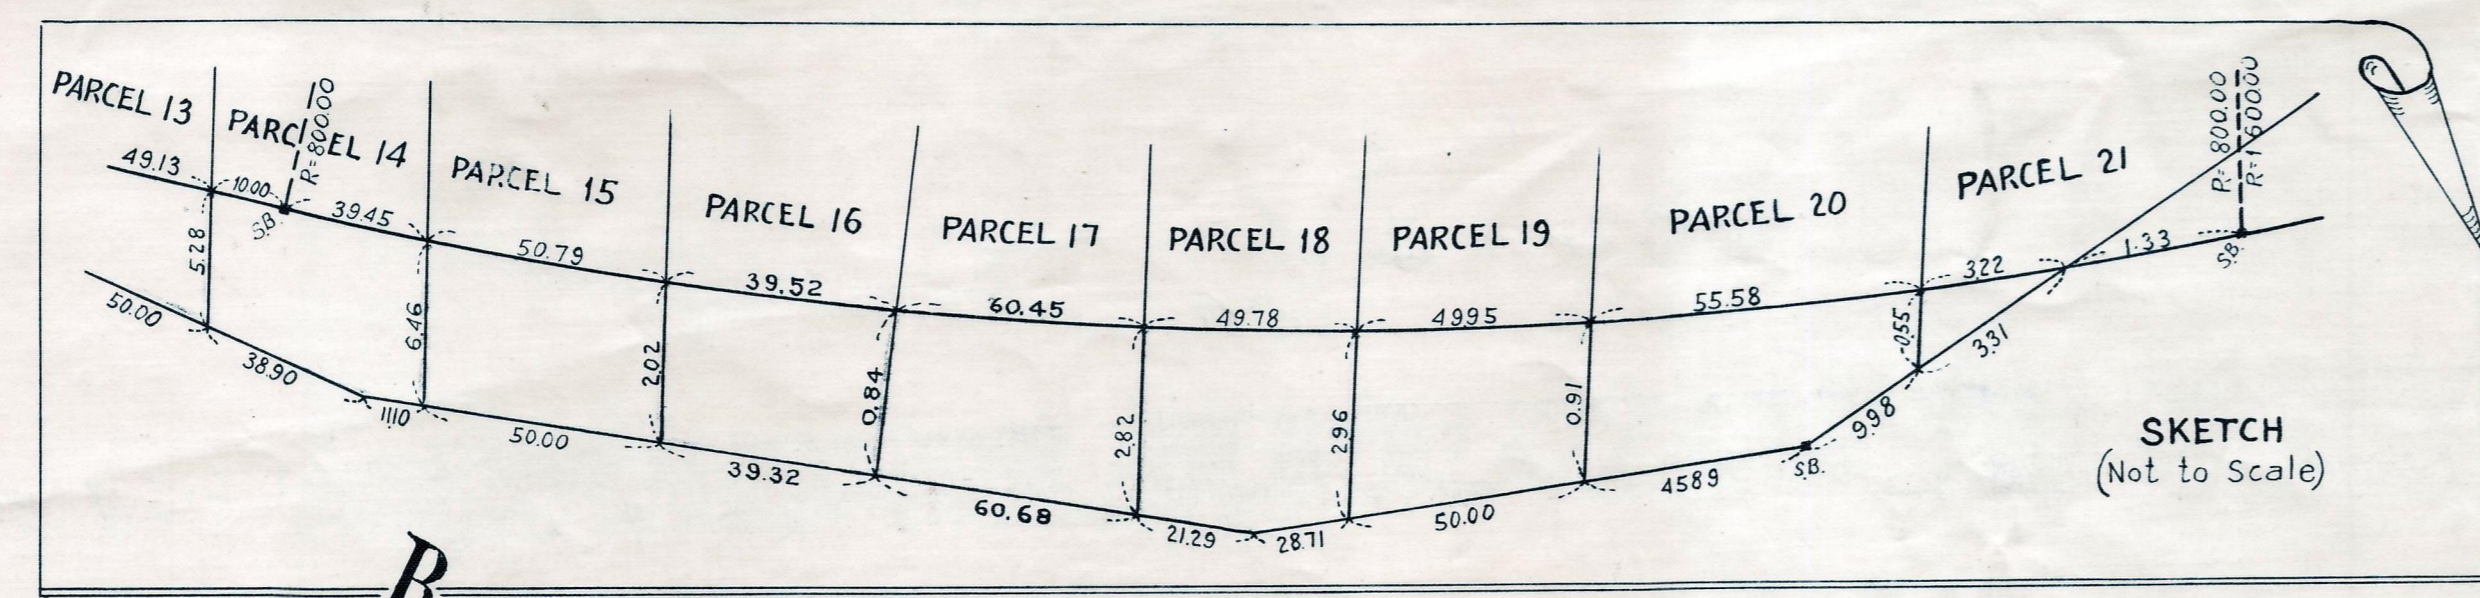 PARCEL 13
PARCEL 14
PARCEL 15
PARCEL 16
PARCEL 17
PARCEL 18
PARCEL 19
PARCEL 20
PARCEL 21
R=800.00
R= 800.00
R=1 600.00
49.13
10.00
S.B.
39.45
50.79
39.52
60.45
49.78
49.95
55.58
3.22
1.33
S.B.
5.28
6.46
2.02
0.84
2.82
2.96
0.91
0.55
3.31
50.00
38.90
11.10
50.00
39.32
60.68
21.29
28.71
50.00
45.89
S.B.
9.98
SKETCH
(Not to Scale)
B